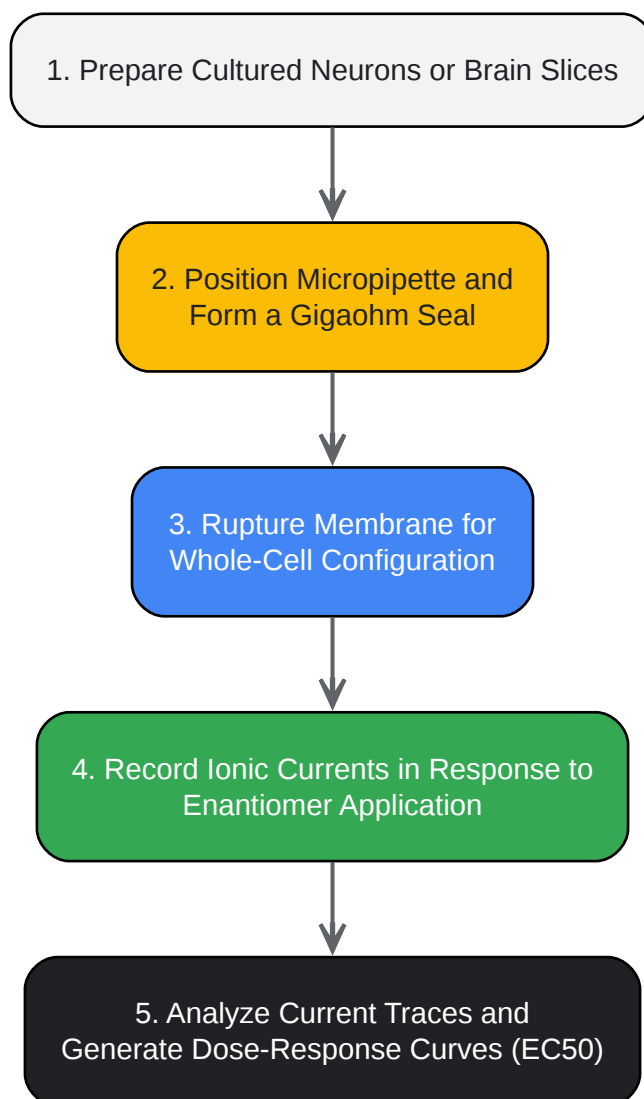 1. Prepare Cultured Neurons or Brain Slices
2. Position Micropipette and
Form a Gigaohm Seal
3. Rupture Membrane for
Whole-Cell Configuration
4. Record Ionic Currents in Response to
Enantiomer Application
5. Analyze Current Traces and
Generate Dose-Response Curves (EC50)